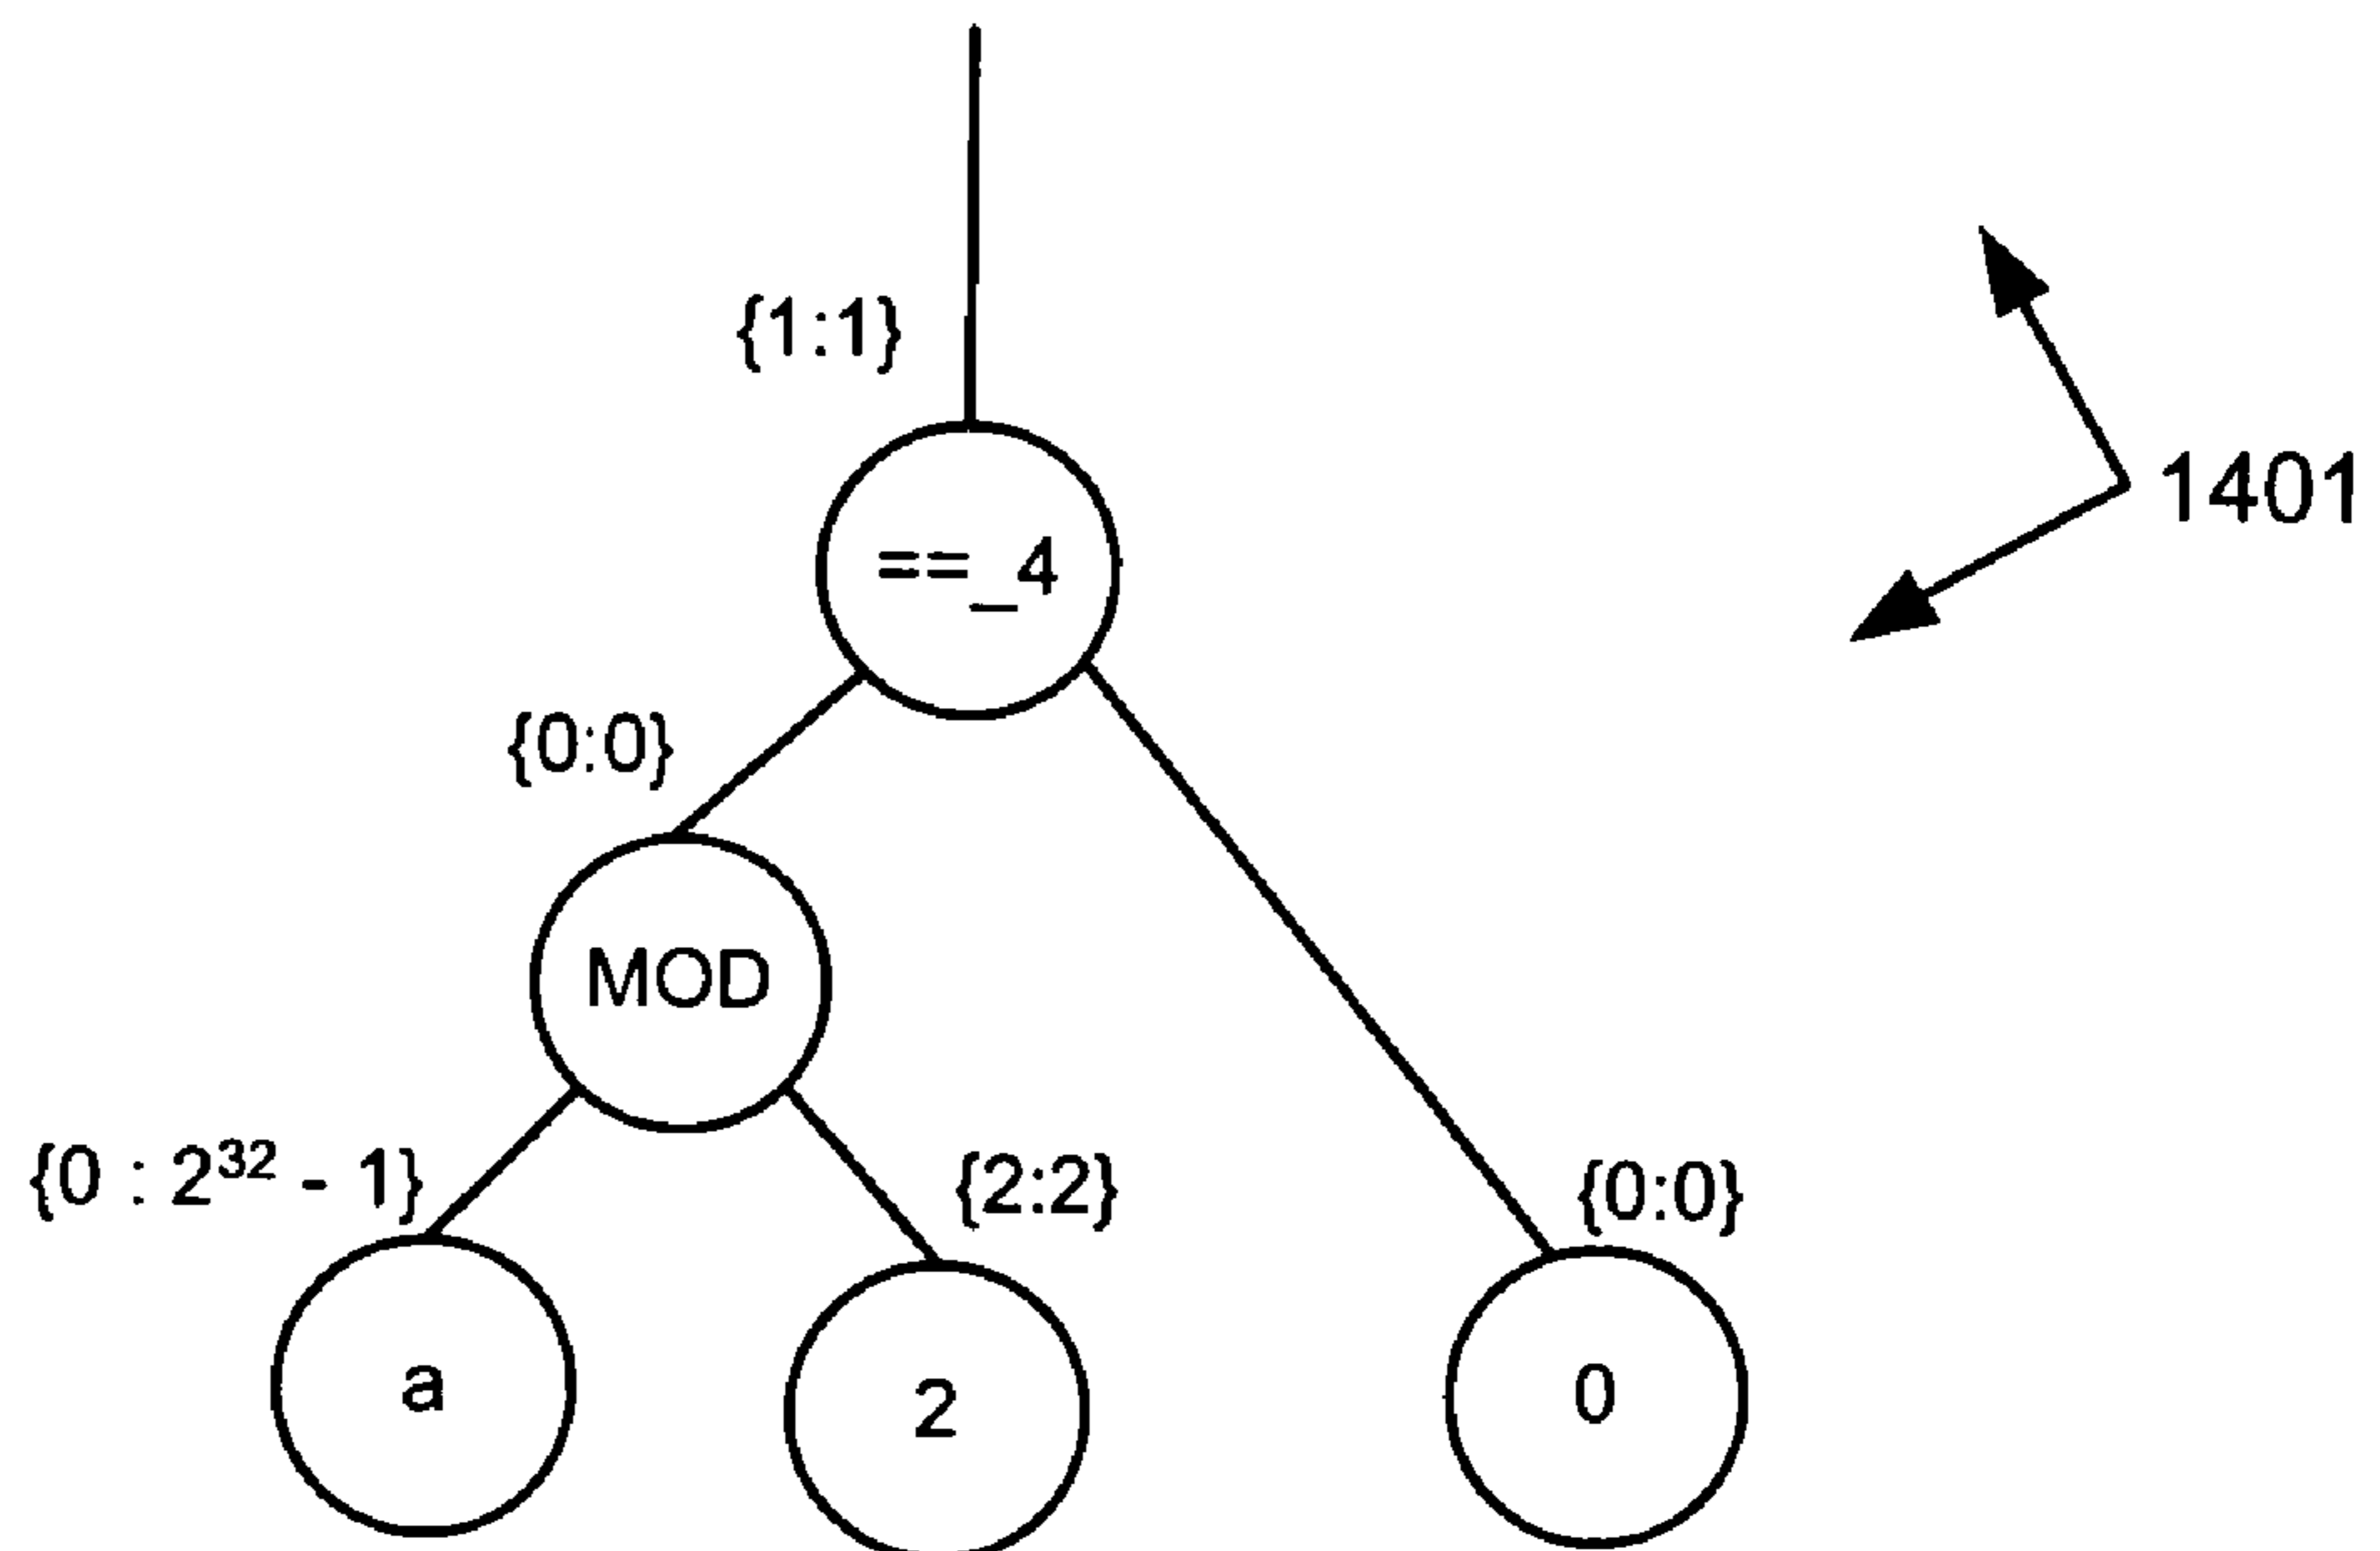 {1:1}
1401
==_4
{0:0}
MOD
{0 : 2³² - 1}
{2:2}
{0:0}
a
2
0